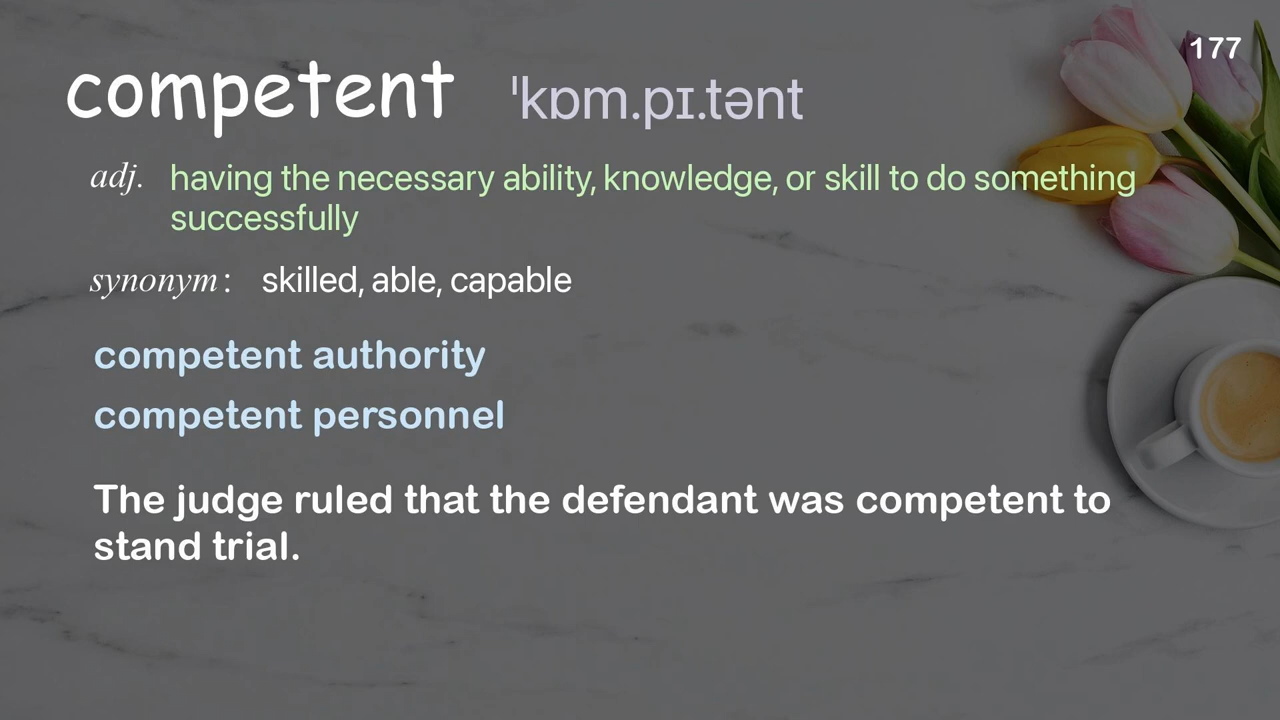 177
competent ˈkɒm.pɪ.tənt
adj. having the necessary ability, knowledge, or skill to do something
successfully
synonym: skilled, able, capable
competent authority
competent personnel
The judge ruled that the defendant was competent to
stand trial.